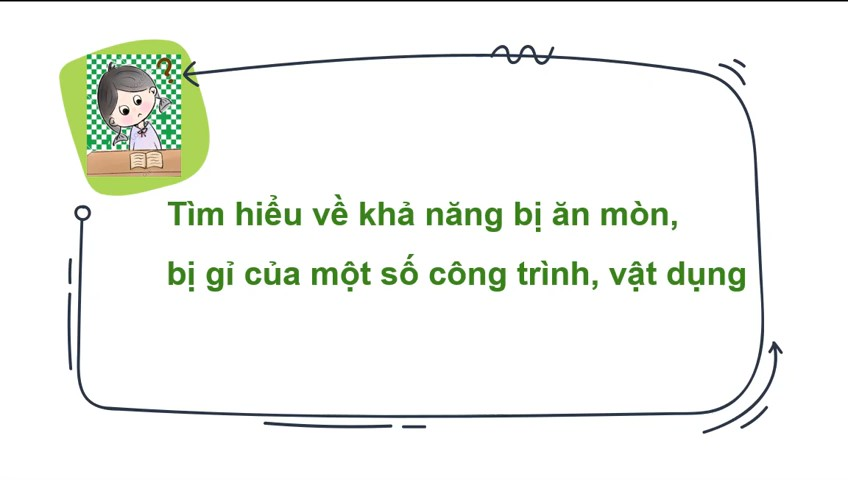 Tìm hiểu về khả năng bị ăn mòn,
bị gỉ của một số công trình, vật dụng